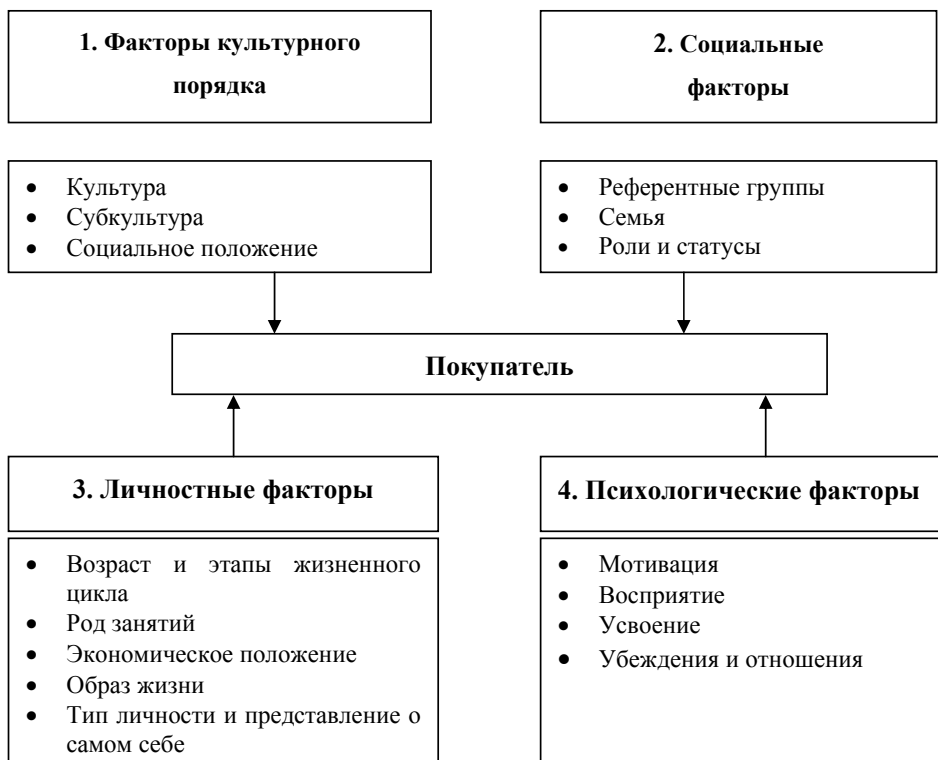 1. Факторы культурного
порядка
2. Социальные
факторы
• Культура
• Субкультура
• Социальное положение
• Референтные группы
• Семья
• Роли и статусы
Покупатель
3. Личностные факторы
4. Психологические факторы
• Возраст и этапы жизненного
цикла
• Род занятий
• Экономическое положение
• Образ жизни
• Тип личности и представление о
самом себе
• Мотивация
• Восприятие
• Усвоение
• Убеждения и отношения